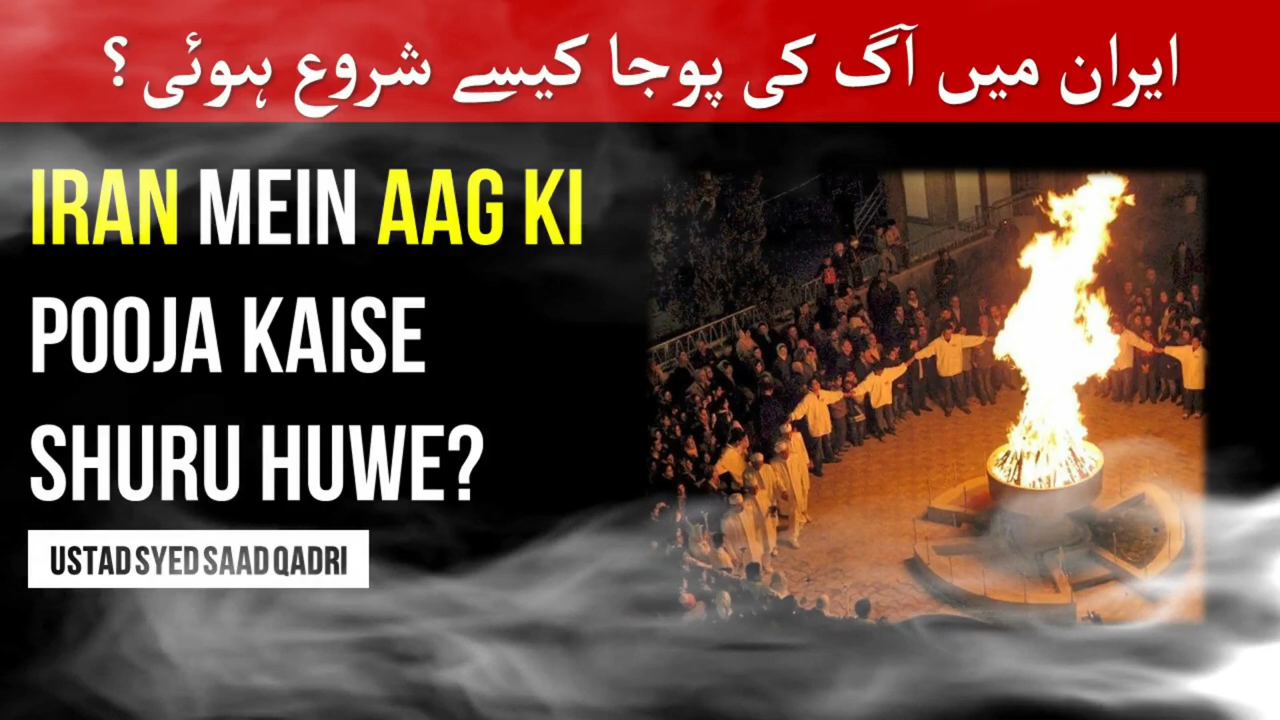 ایران میں آگ کی پوجا کیسے شروع ہوئی ؟
IRAN MEIN AAG KI
POOJA KAISE
SHURU HUWE?
USTAD SYED SAAD QADRI